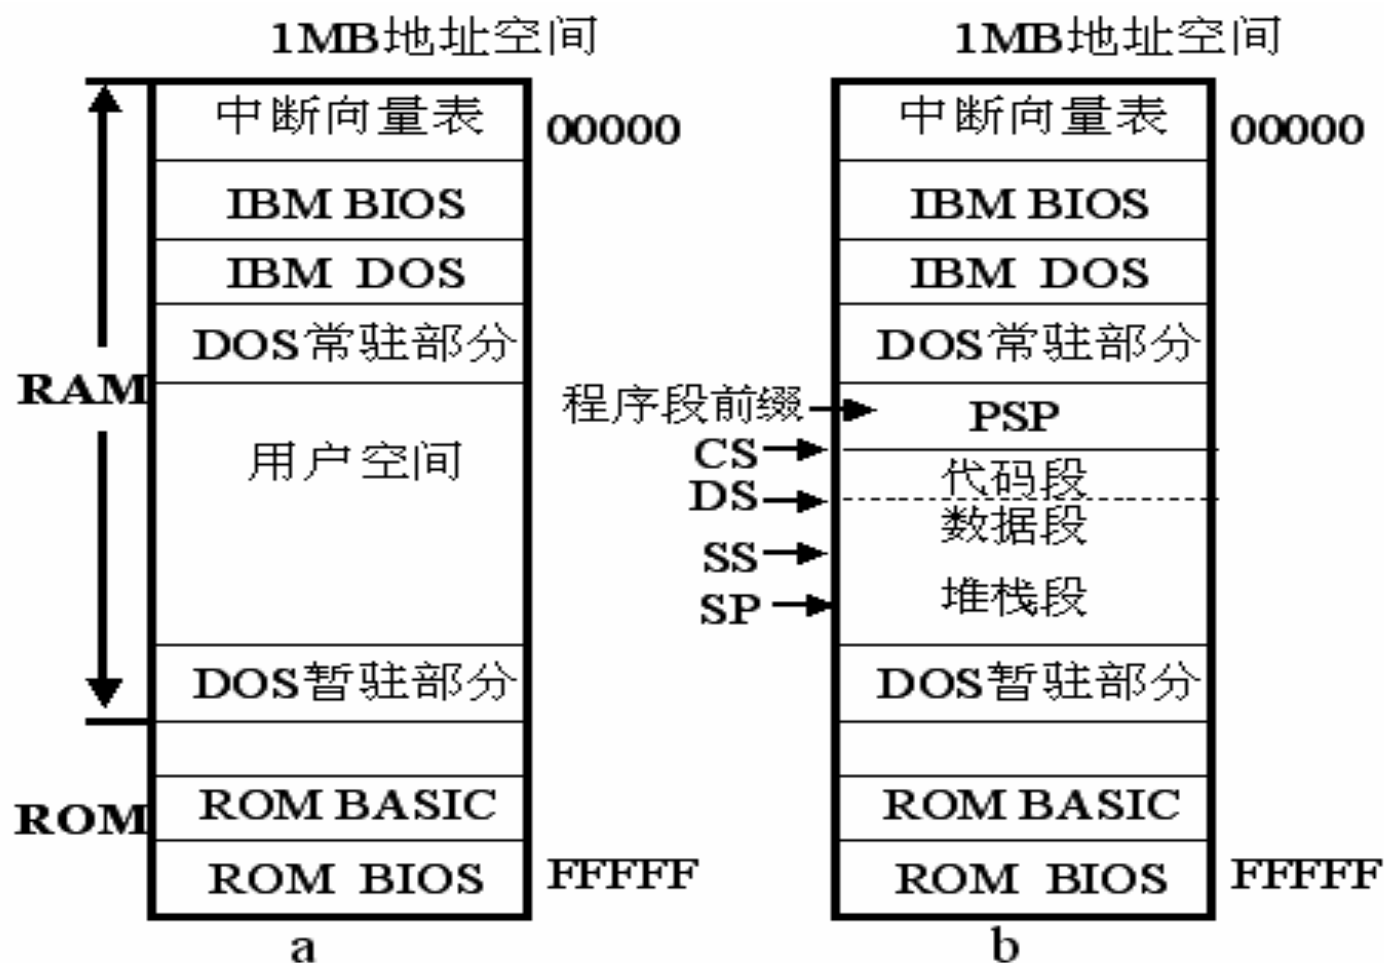 1MB地址空间
中断向量表
00000
IBM BIOS
IBM DOS
DOS常驻部分
RAM
用户空间
DOS暂驻部分
ROM
ROM BASIC
ROM BIOS
FFFFF
a
1MB地址空间
中断向量表
00000
IBM BIOS
IBM DOS
DOS常驻部分
程序段前缀
PSP
CS
代码段
DS
数据段
SS
堆栈段
SP
DOS暂驻部分
ROM BASIC
ROM BIOS
FFFFF
b